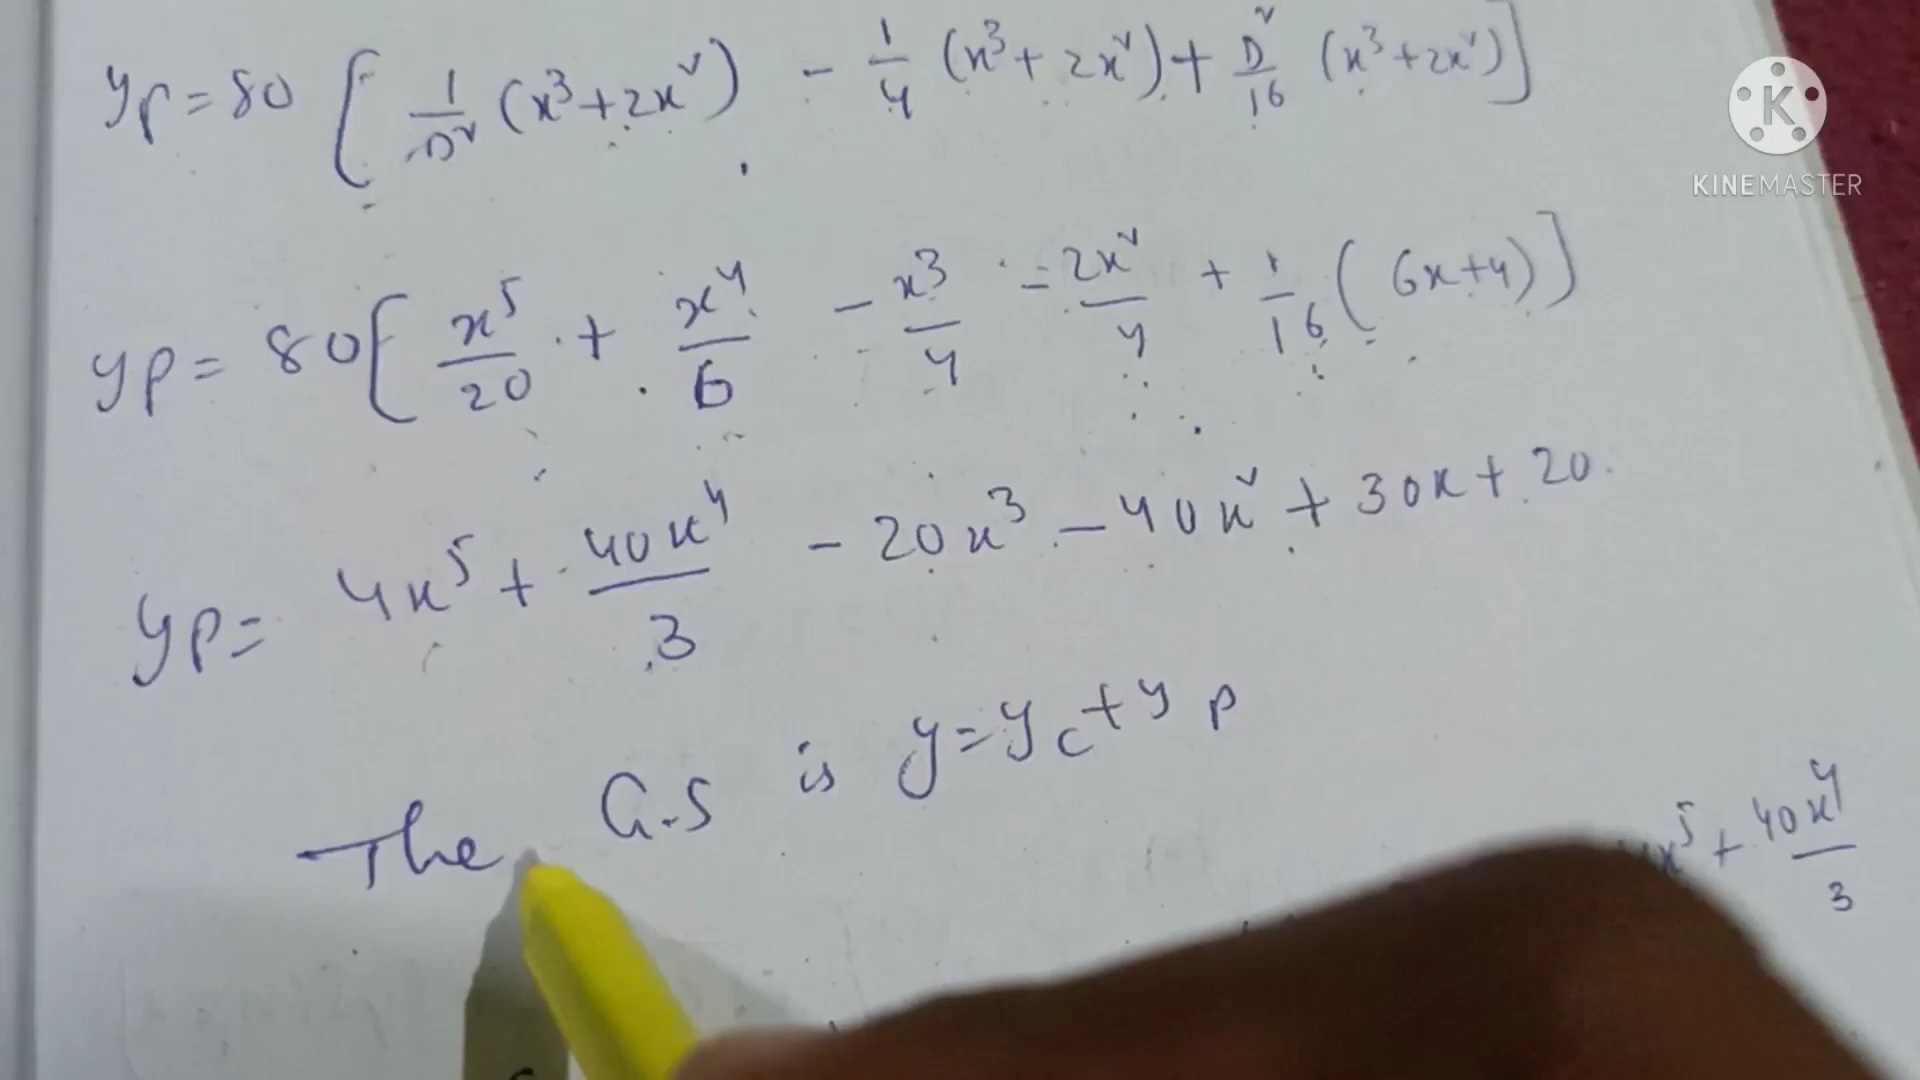 yp = 80 [ 1/D² (x³+2x²) - 1/4 (x³+2x²) + D²/16 (x³+2x²) ]
KINEMASTER
yp = 80 [ x⁵/20 + x⁴/6 - x³/4 - 2x²/4 + 1/16 (6x+4) ]
yp = 4x⁵ + 40x⁴/3 - 20x³ - 40x² + 30x + 20.
The G.S is y = yc + yp
x⁵ + 40x⁴/3